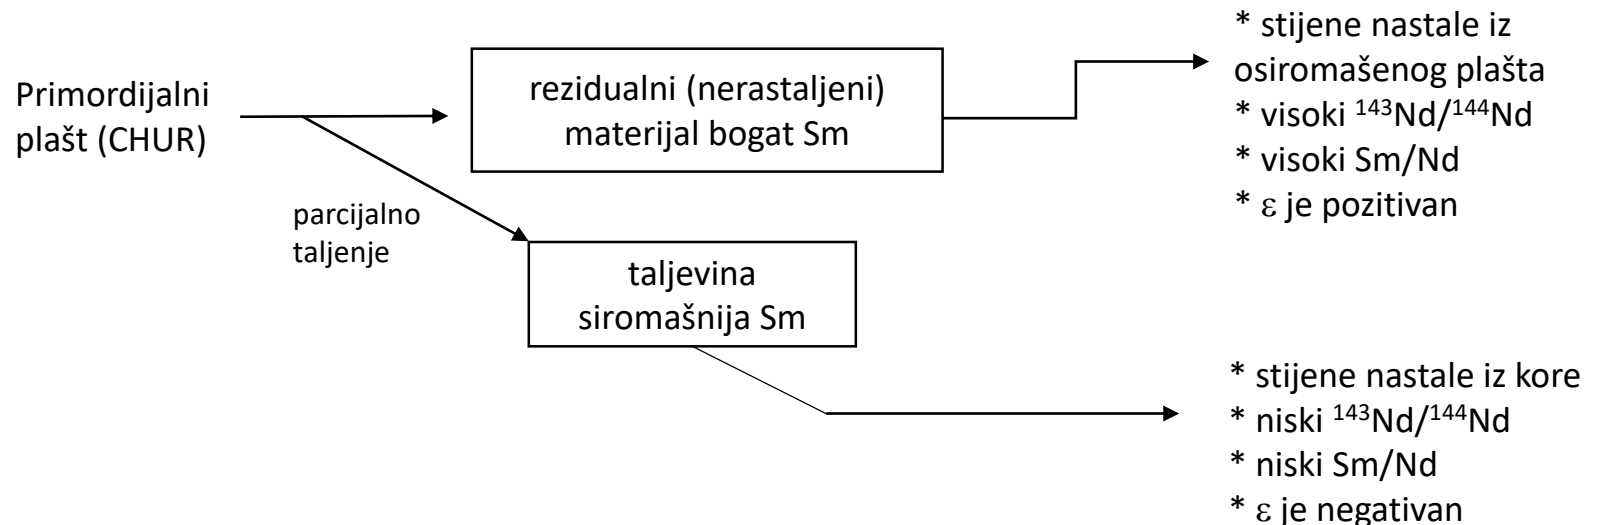 Primordijalni
plašt (CHUR)
rezidualni (nerastaljeni)
materijal bogat Sm
* stijene nastale iz
osiromašenog plašta
* visoki ¹⁴³Nd/¹⁴⁴Nd
* visoki Sm/Nd
* ε je pozitivan
parcijalno
taljenje
taljevina
siromašnija Sm
* stijene nastale iz kore
* niski ¹⁴³Nd/¹⁴⁴Nd
* niski Sm/Nd
* ε je negativan